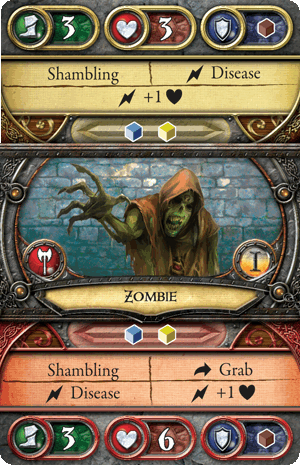 3 3
Shambling Disease
+1
I
ZOMBIE
Shambling Grab
Disease +1
3 6